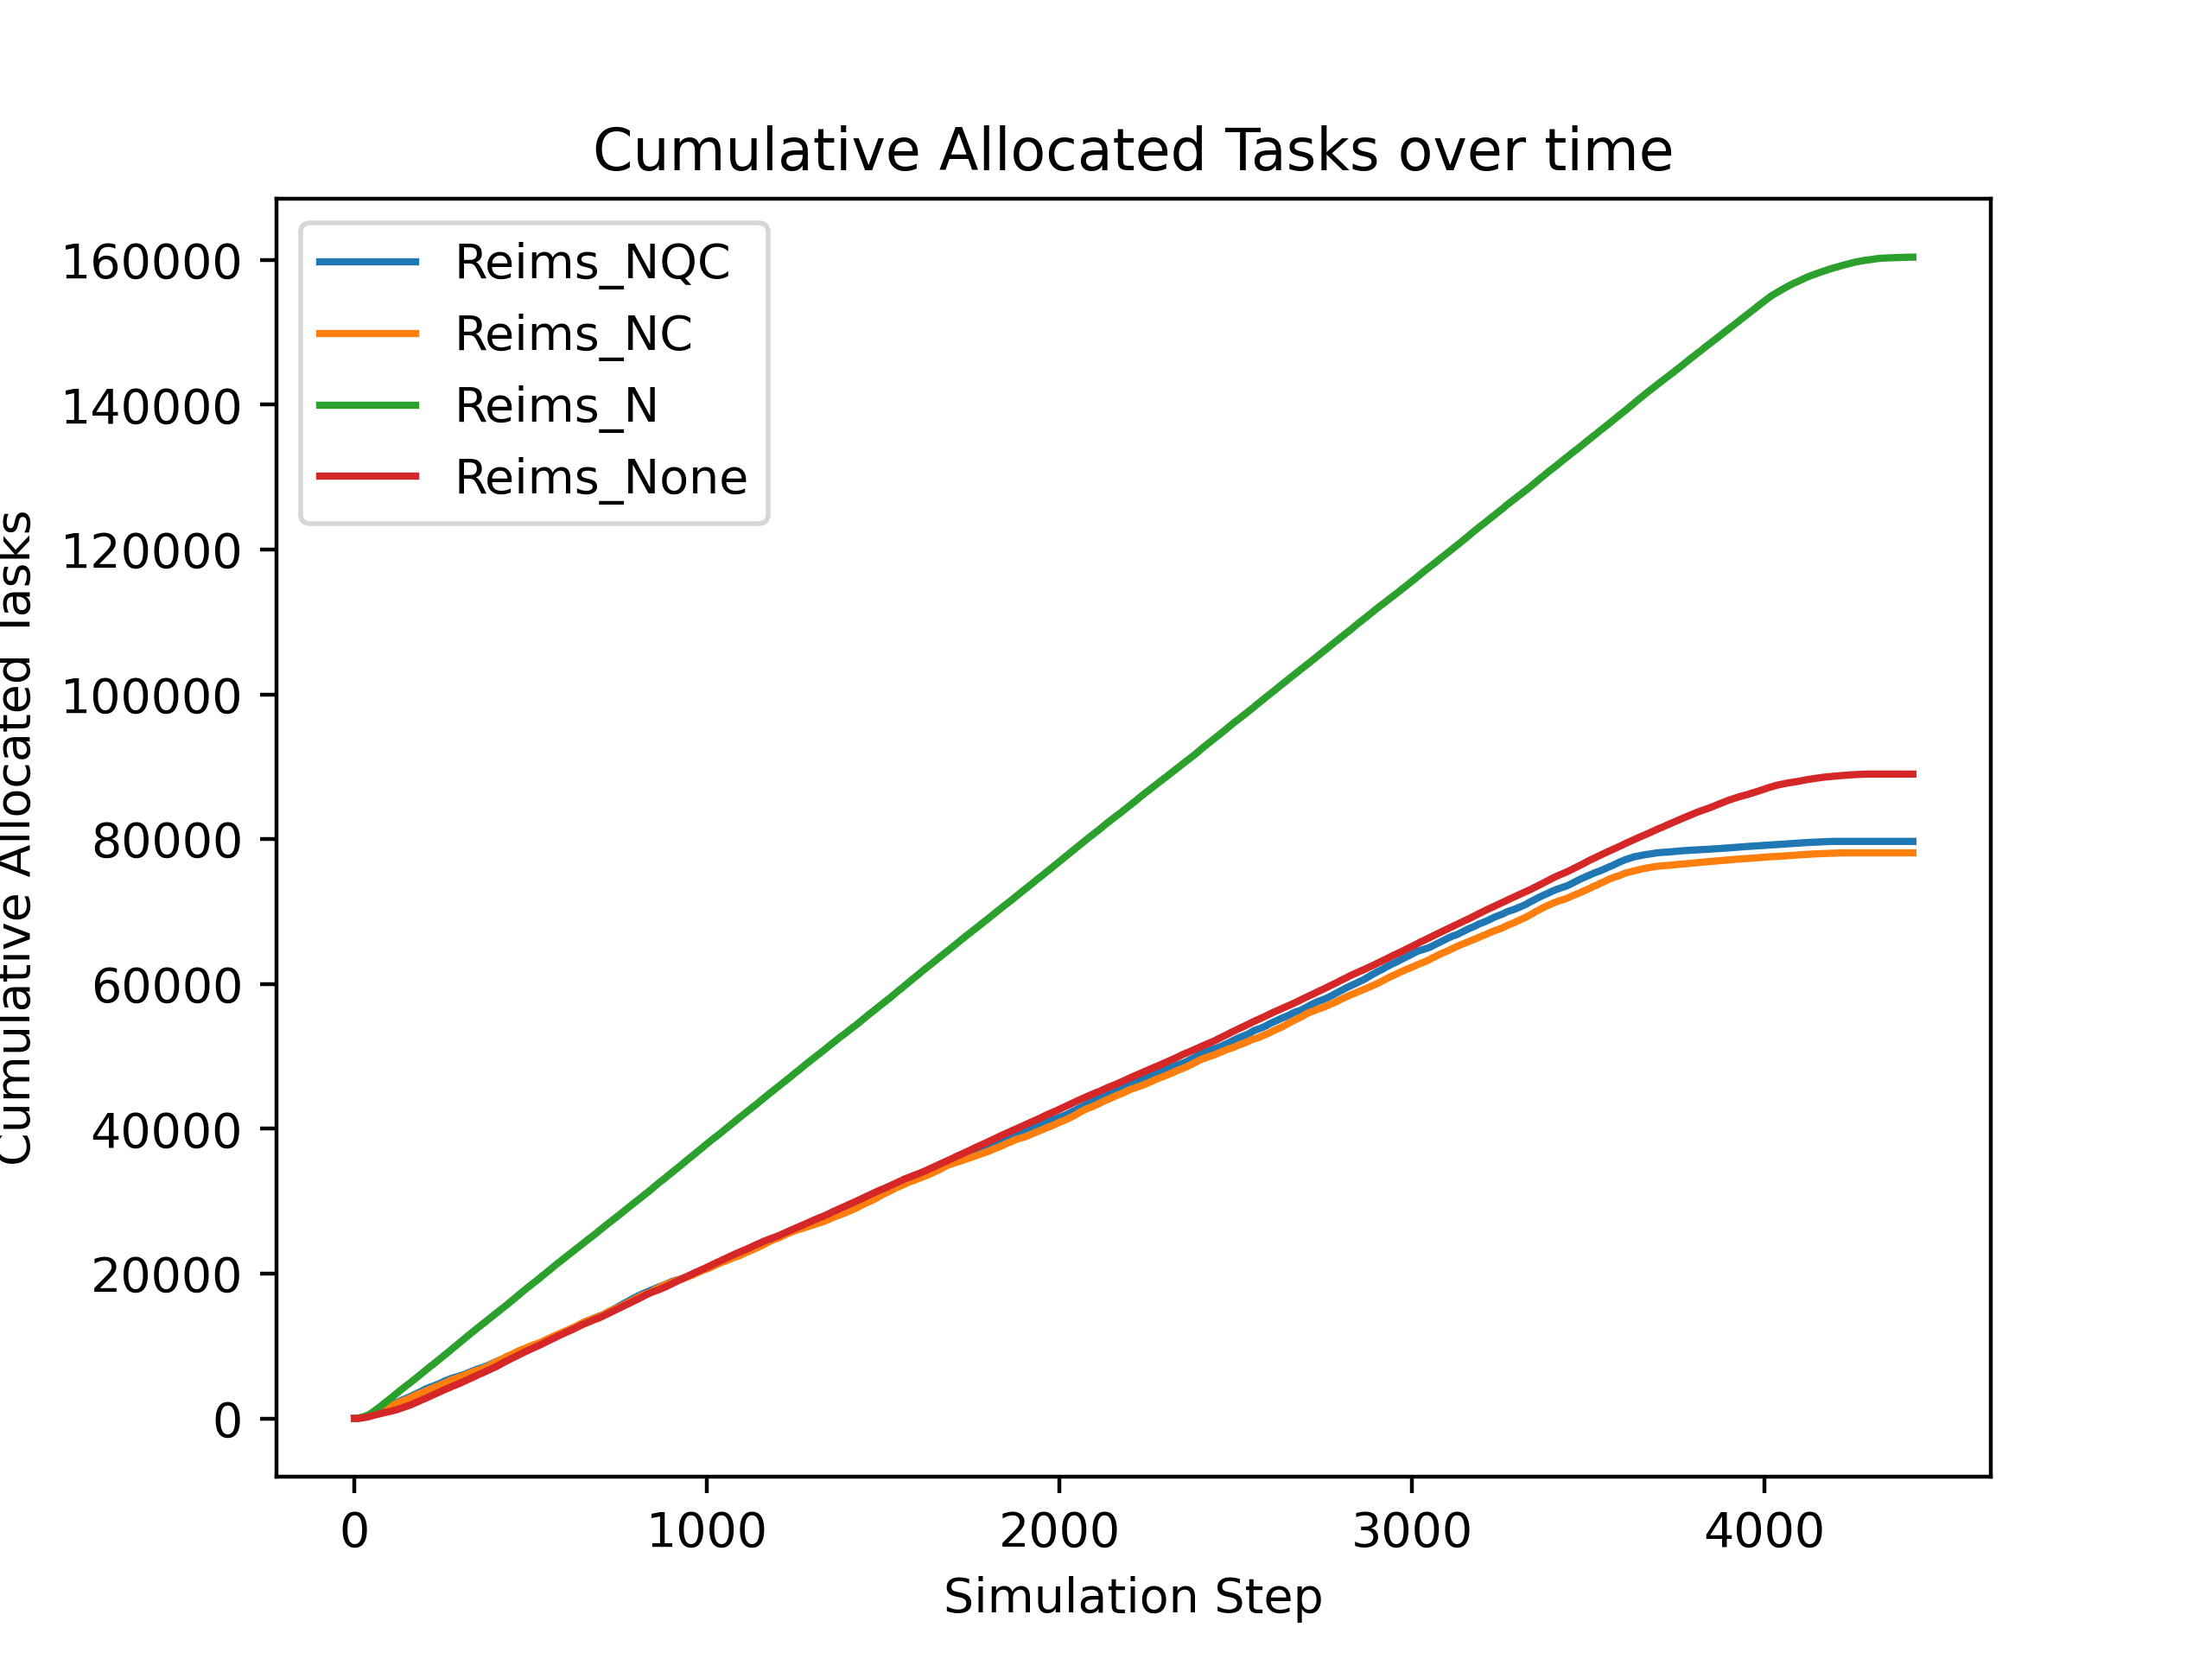 Cumulative Allocated Tasks over time
Reims_NQC
Reims_NC
Reims_N
Reims_None
Cumulative Allocated Tasks
160000
140000
120000
100000
80000
60000
40000
20000
0
0 1000 2000 3000 4000
Simulation Step